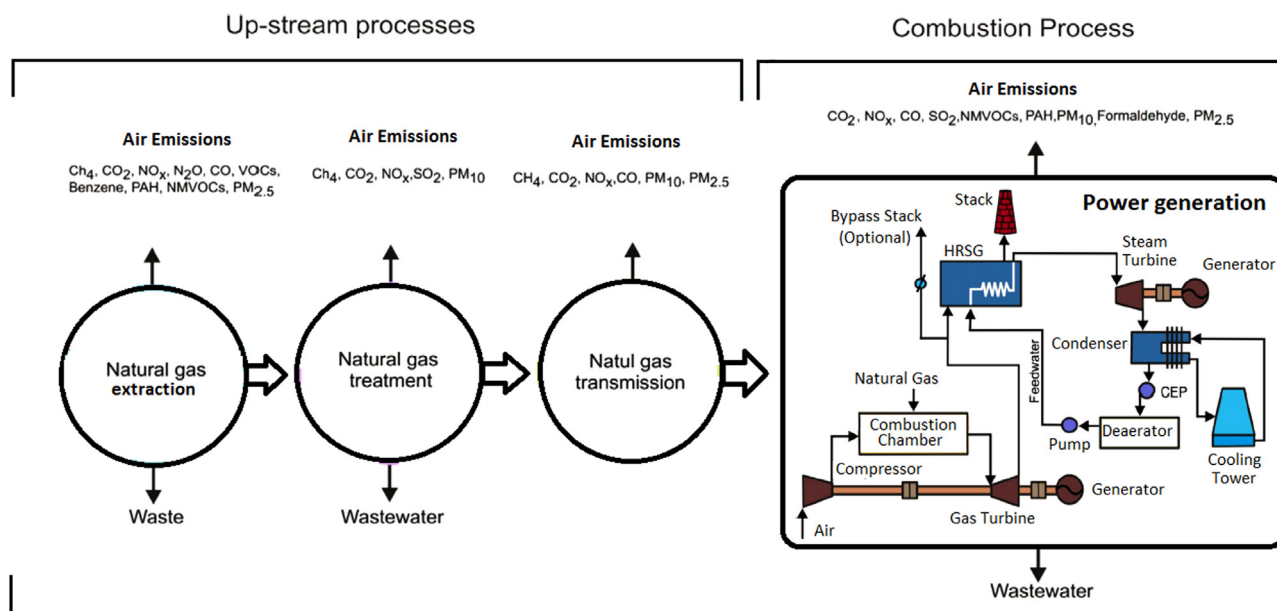 Up-stream processes
Combustion Process
Air Emissions
Ch4, CO2, NOx, N2O, CO, VOCs,
Benzene, PAH, NMVOCs, PM2.5
Air Emissions
Ch4, CO2, NOx,SO2, PM10
Air Emissions
CH4, CO2, NOx,CO, PM10, PM2.5
Air Emissions
CO2, NOx, CO, SO2,NMVOCs, PAH,PM10,Formaldehyde, PM2.5
Natural gas
extraction
Natural gas
treatment
Natul gas
transmission
Waste
Wastewater
Power generation
Stack
Bypass Stack
(Optional)
HRSG
Steam
Turbine
Generator
Condenser
CEP
Feedwater
Natural Gas
Combustion
Chamber
Pump
Deaerator
Cooling
Tower
Compressor
Generator
Gas Turbine
Air
Wastewater